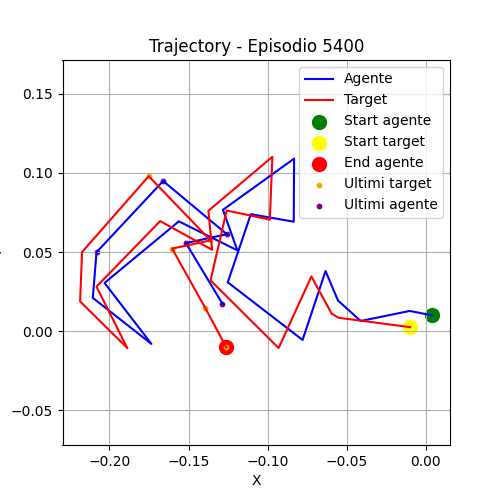 Trajectory - Episodio 5400
Agente
Target
Start agente
Start target
End agente
Ultimi target
Ultimi agente
0.15
0.10
0.05
0.00
−0.05
−0.20
−0.15
−0.10
−0.05
0.00
X